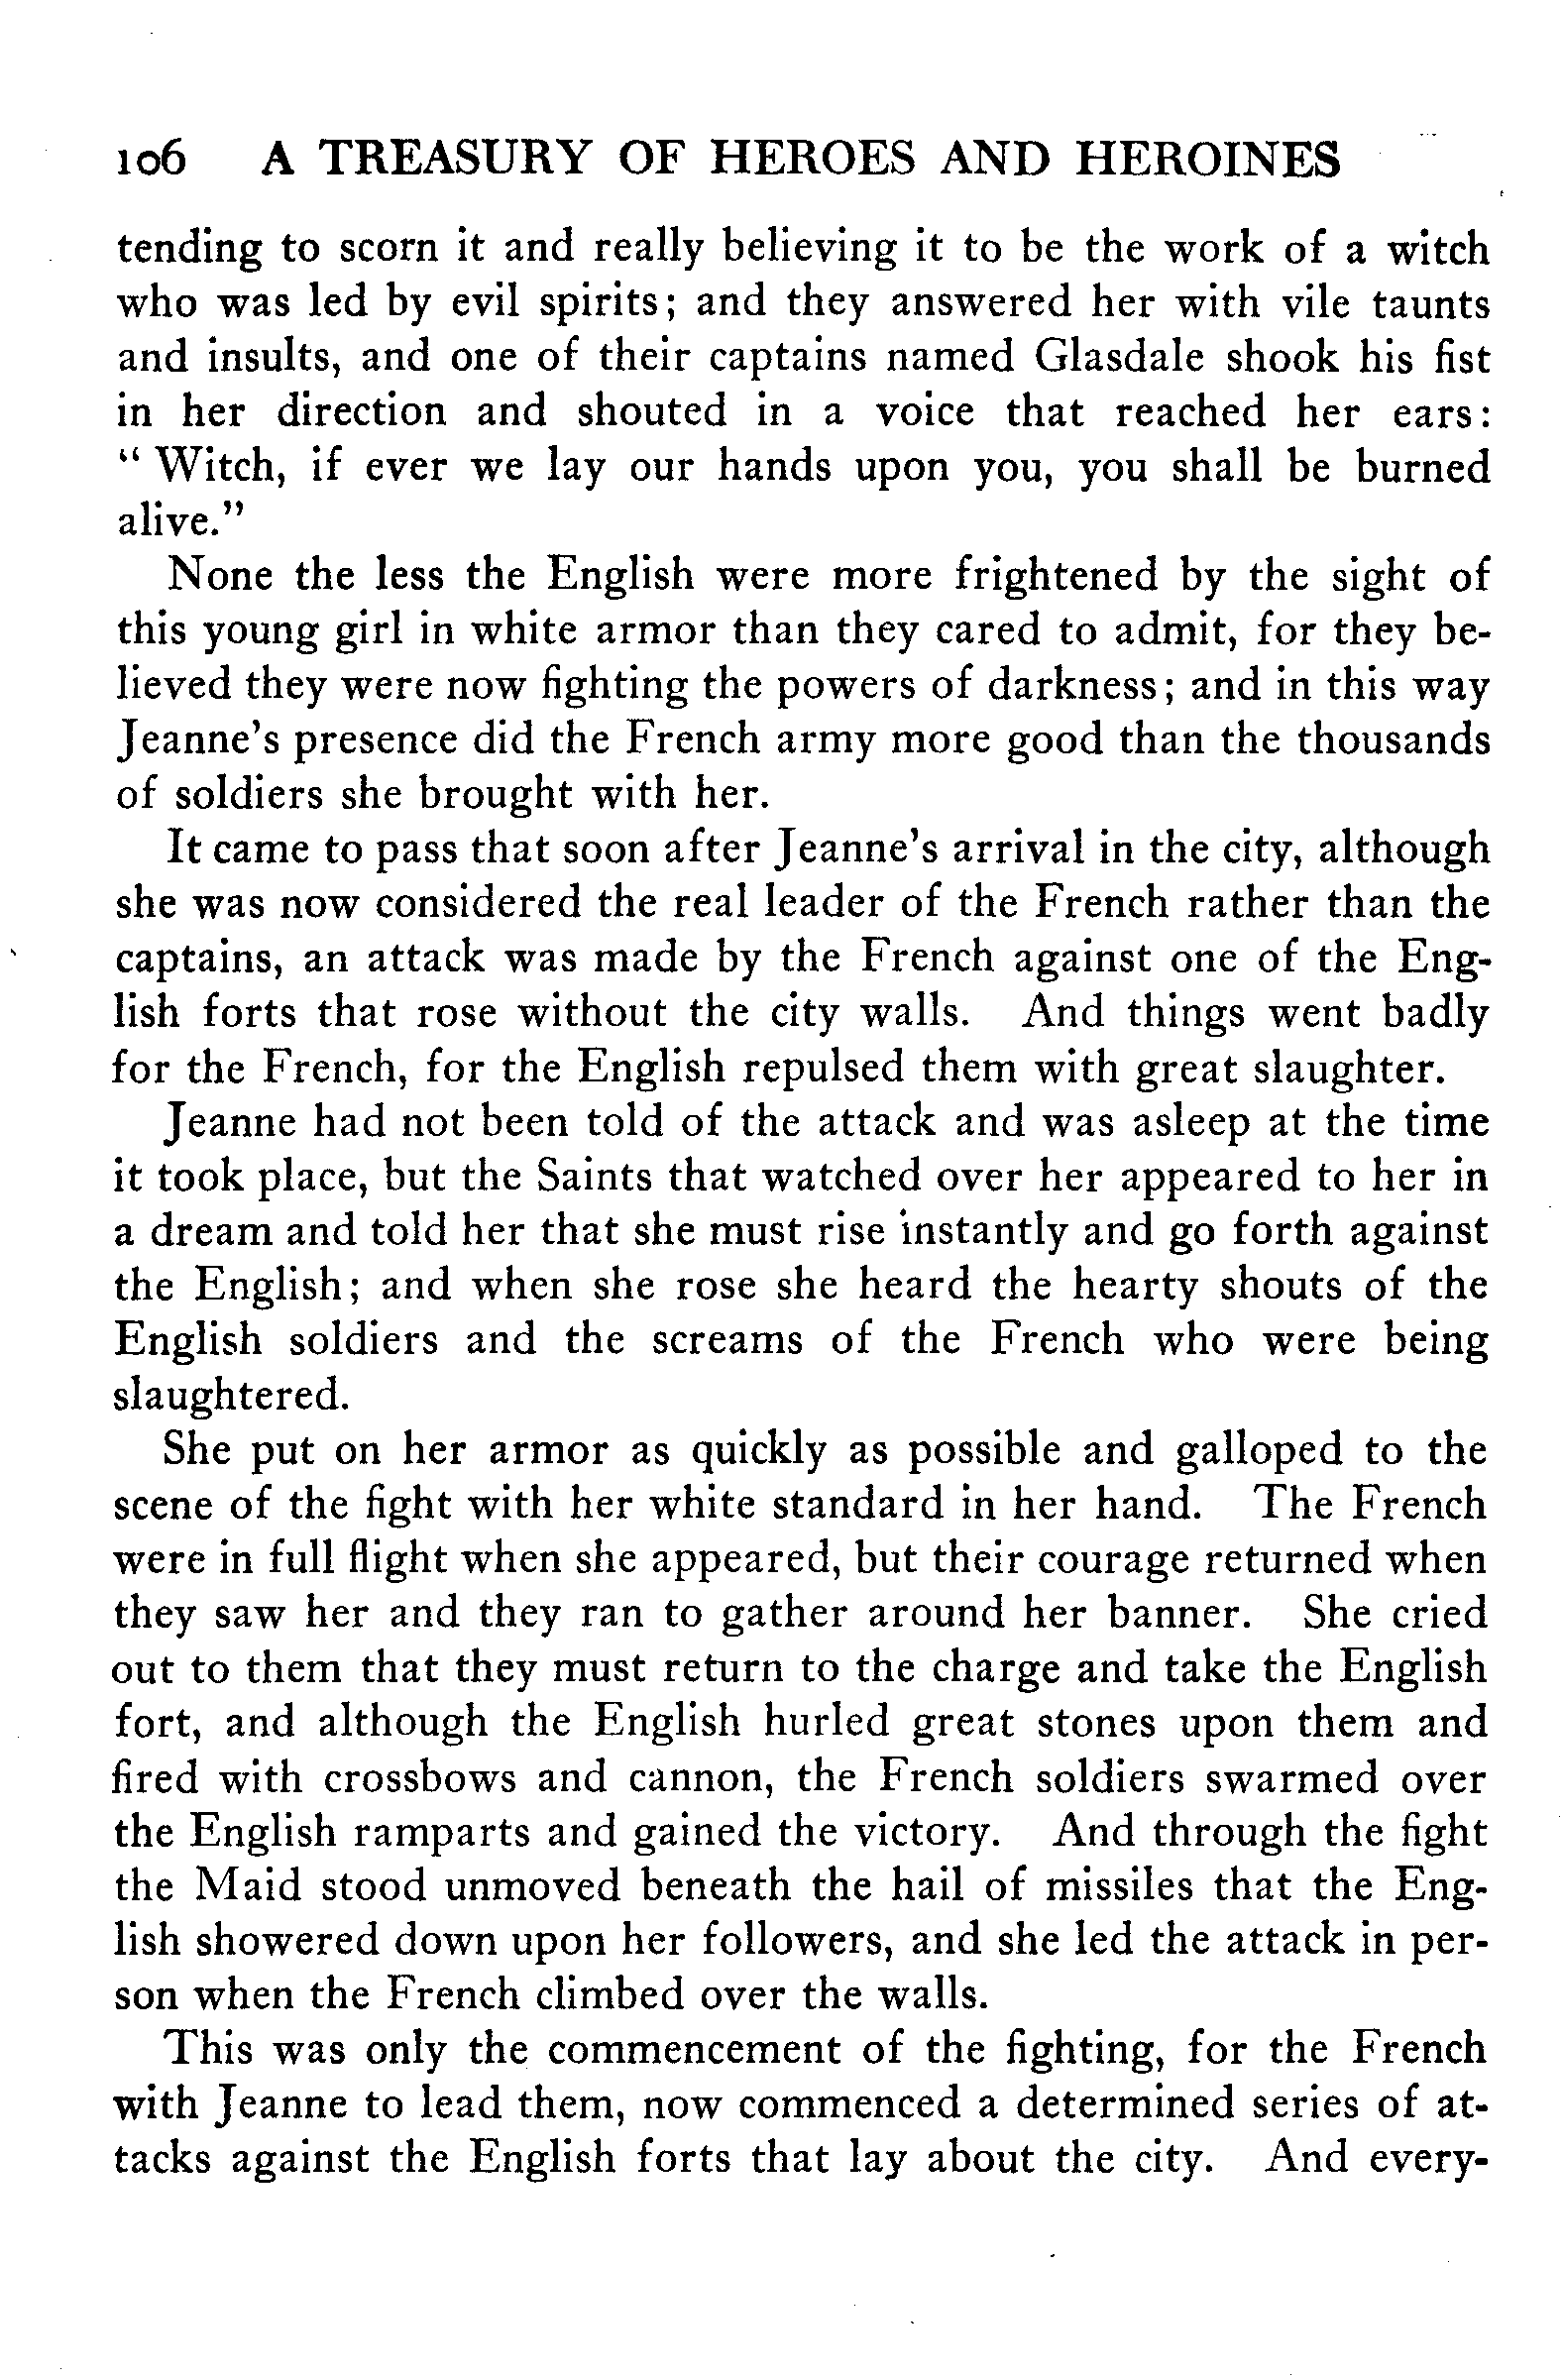 106 A TREASURY OF HEROES AND HEROINES
tending to scorn it and really believing it to be the work of a witch
who was led by evil spirits; and they answered her with vile taunts
and insults, and one of their captains named Glasdale shook his fist
in her direction and shouted in a voice that reached her ears:
“Witch, if ever we lay our hands upon you, you shall be burned
alive.”
None the less the English were more frightened by the sight of
this young girl in white armor than they cared to admit, for they be-
lieved they were now fighting the powers of darkness; and in this way
Jeanne’s presence did the French army more good than the thousands
of soldiers she brought with her.
It came to pass that soon after Jeanne’s arrival in the city, although
she was now considered the real leader of the French rather than the
captains, an attack was made by the French against one of the Eng-
lish forts that rose without the city walls. And things went badly
for the French, for the English repulsed them with great slaughter.
Jeanne had not been told of the attack and was asleep at the time
it took place, but the Saints that watched over her appeared to her in
a dream and told her that she must rise instantly and go forth against
the English; and when she rose she heard the hearty shouts of the
English soldiers and the screams of the French who were being
slaughtered.
She put on her armor as quickly as possible and galloped to the
scene of the fight with her white standard in her hand. The French
were in full flight when she appeared, but their courage returned when
they saw her and they ran to gather around her banner. She cried
out to them that they must return to the charge and take the English
fort, and although the English hurled great stones upon them and
fired with crossbows and cannon, the French soldiers swarmed over
the English ramparts and gained the victory. And through the fight
the Maid stood unmoved beneath the hail of missiles that the Eng-
lish showered down upon her followers, and she led the attack in per-
son when the French climbed over the walls.
This was only the commencement of the fighting, for the French
with Jeanne to lead them, now commenced a determined series of at-
tacks against the English forts that lay about the city. And every-